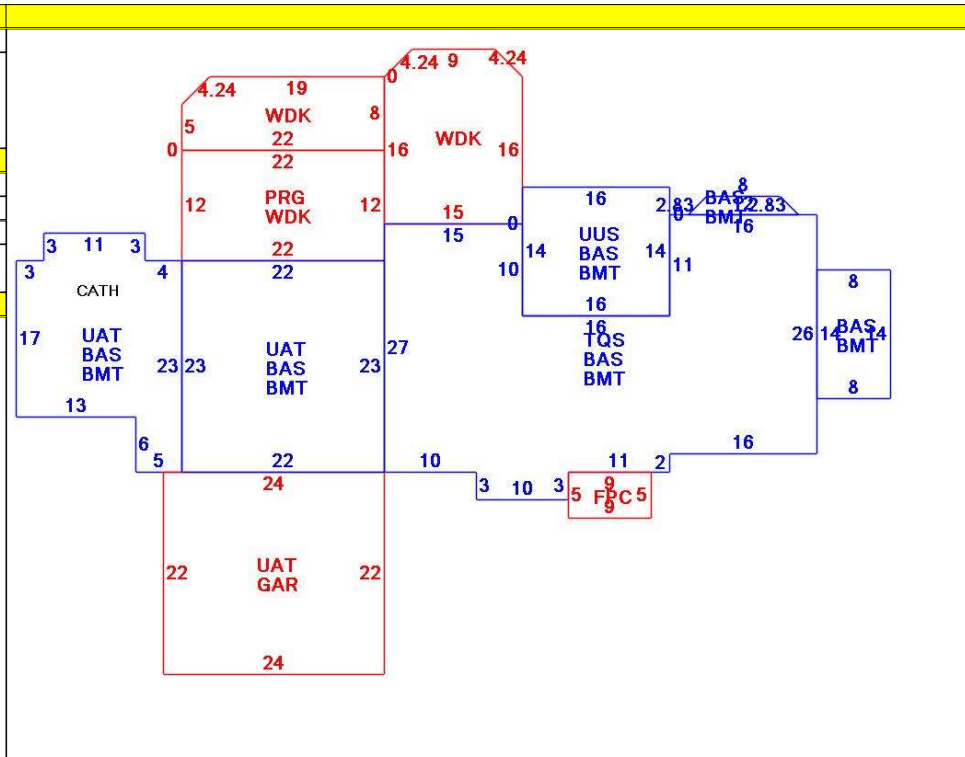 4.24 9 4.24
0
4.24 19
WDK
5 8
WDK
22
0 16 16
22
8
BAS
16 2.83 12 2.83
BMT
0
16
PRG
12 12
WDK
15
0
15
UUS
3 11 3
22
14 BAS 14 11
3 4
22
10
BMT
8
CATH
16
16
17
UAT
BAS
BMT
23 23
UAT
BAS
BMT
23
27
TQS
BAS
BMT
26 14 BAS 14
BMT
8
13
6
5
22
10
16
11 2
24
3 10 3
9
5 FPC 5
9
22
UAT
GAR
22
24